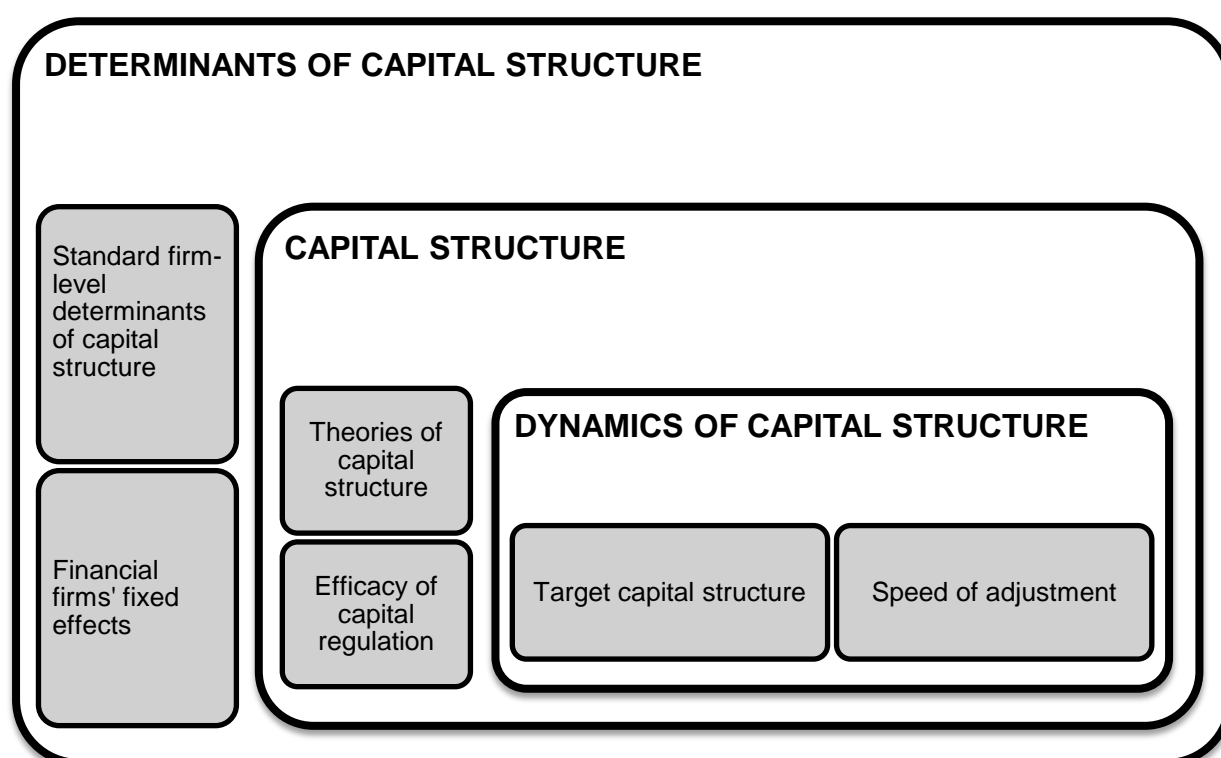 DETERMINANTS OF CAPITAL STRUCTURE
Standard firm-
level
determinants
of capital
structure
Financial
firms' fixed
effects
CAPITAL STRUCTURE
Theories of
capital
structure
Efficacy of
capital
regulation
DYNAMICS OF CAPITAL STRUCTURE
Target capital structure
Speed of adjustment